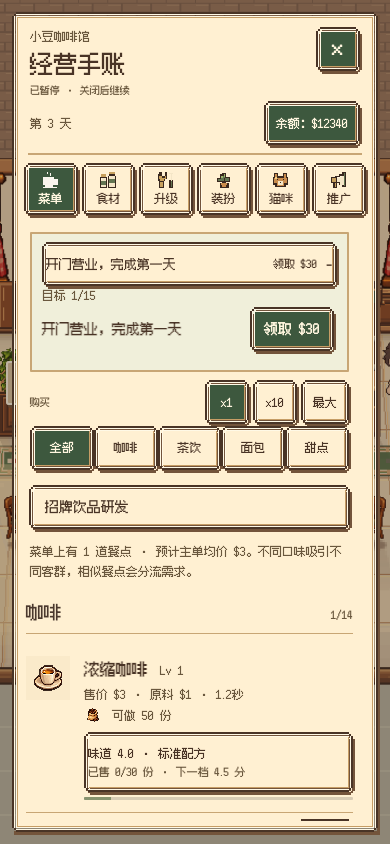 小豆咖啡馆
经营手账
×
已暂停 · 关闭后继续
第 3 天
余额: $12340
菜单
食材
升级
装扮
猫咪
推广
开门营业，完成第一天
领取 $30
目标 1/15
开门营业，完成第一天
领取 $30
购买
x1
x10
最大
全部
咖啡
茶饮
面包
甜点
招牌饮品研发
菜单上有 1 道餐点 · 预计主单均价 $3。不同口味吸引不
同客群，相似餐点会分流需求。
咖啡
1/14
浓缩咖啡 Lv 1
售价 $3 · 原料 $1 · 1.2秒
可做 50 份
味道 4.0 · 标准配方
已售 0/30 份 · 下一档 4.5 分